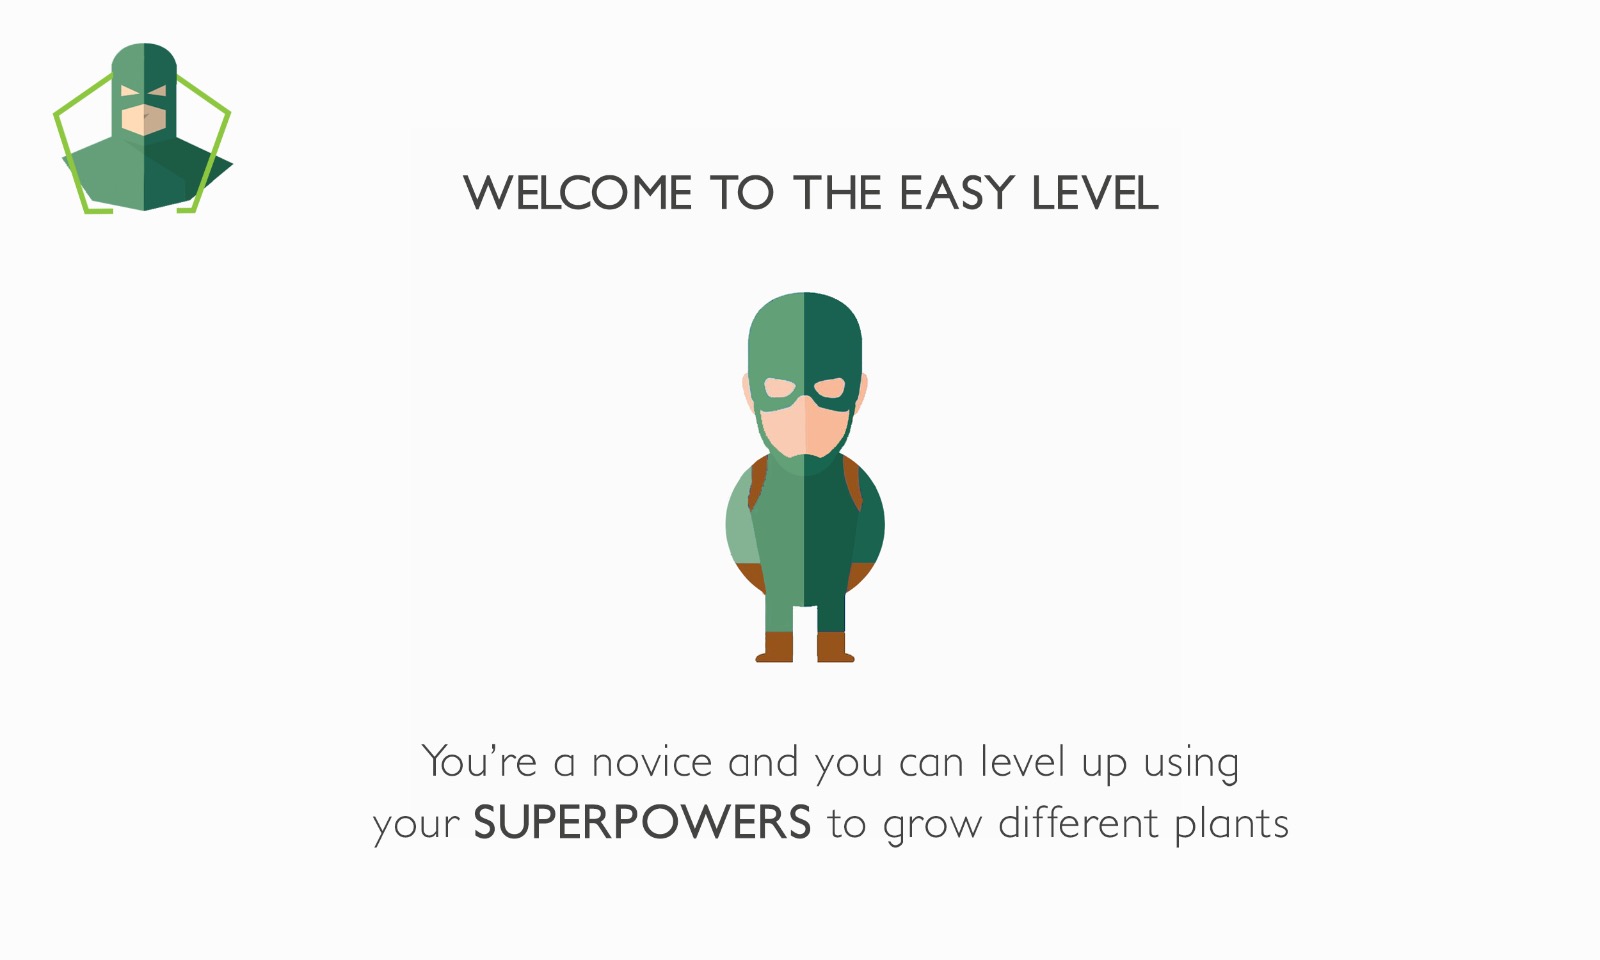 WELCOME TO THE EASY LEVEL
You’re a novice and you can level up using
your SUPERPOWERS to grow different plants